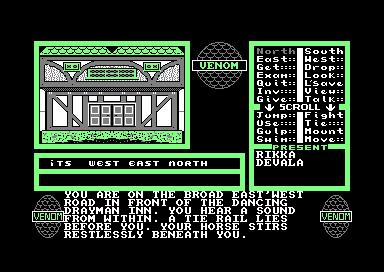 VENOM
North South
East:: West::
Get::: Drop::
Exam:: Look::
Quit:: L'save
Inv::: View::
Give:: Talk::
SCROLL
Jump:: Fight
Use::: Tie:::
Gulp:: Mount
Swim:: Move::
PRESENT
RIKKA
DEVALA
its west east north
VENOM
YOU ARE ON THE BROAD EAST'WEST
ROAD IN FRONT OF THE DANCING
DRAYMAN INN. YOU HEAR A SOUND
FROM WITHIN. A TIE RAIL LIES
BEFORE YOU. YOUR HORSE STIRS
RESTLESSLY BENEATH YOU.
VENOM